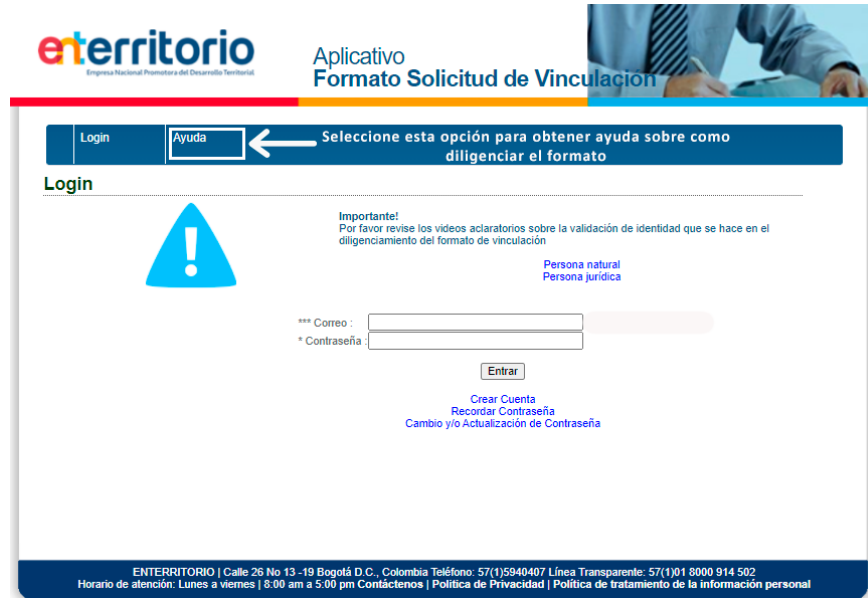 enterritorio
Empresa Nacional Promotora del Desarrollo Territorial
Aplicativo
Formato Solicitud de Vinculación
Login
Ayuda
Seleccione esta opción para obtener ayuda sobre como
diligenciar el formato
Login
!
Importante!
Por favor revise los videos aclaratorios sobre la validación de identidad que se hace en el
diligenciamiento del formato de vinculación
Persona natural
Persona jurídica
*** Correo :
* Contraseña :
Entrar
Crear Cuenta
Recordar Contraseña
Cambio y/o Actualización de Contraseña
ENTERRITORIO | Calle 26 No 13 -19 Bogotá D.C., Colombia Teléfono: 57(1)5940407 Línea Transparente: 57(1)01 8000 914 502
Horario de atención: Lunes a viernes | 8:00 am a 5:00 pm Contáctenos | Politica de Privacidad | Política de tratamiento de la información personal